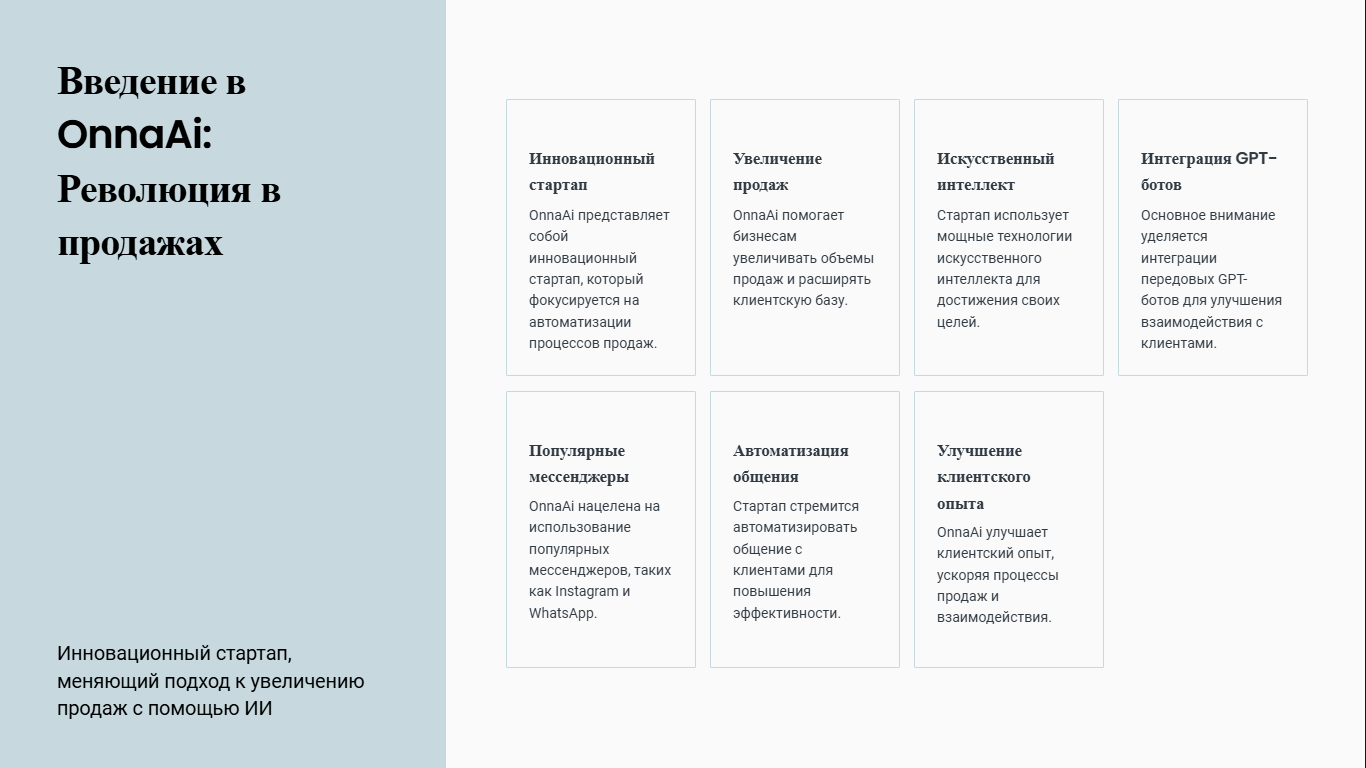 Введение в
OnnaAi:
Революция в
продажах
Инновационный стартап,
меняющий подход к увеличению
продаж с помощью ИИ
Инновационный
стартап
OnnaAi представляет
собой
инновационный
стартап, который
фокусируется на
автоматизации
процессов продаж.
Увеличение
продаж
OnnaAi помогает
бизнесам
увеличивать объемы
продаж и расширять
клиентскую базу.
Искусственный
интеллект
Стартап использует
мощные технологии
искусственного
интеллекта для
достижения своих
целей.
Интеграция GPT-
ботов
Основное внимание
уделяется
интеграции
передовых GPT-
ботов для улучшения
взаимодействия с
клиентами.
Популярные
мессенджеры
OnnaAi нацелена на
использование
популярных
мессенджеров, таких
как Instagram и
WhatsApp.
Автоматизация
общения
Стартап стремится
автоматизировать
общение с
клиентами для
повышения
эффективности.
Улучшение
клиентского
опыта
OnnaAi улучшает
клиентский опыт,
ускоряя процессы
продаж и
взаимодействия.